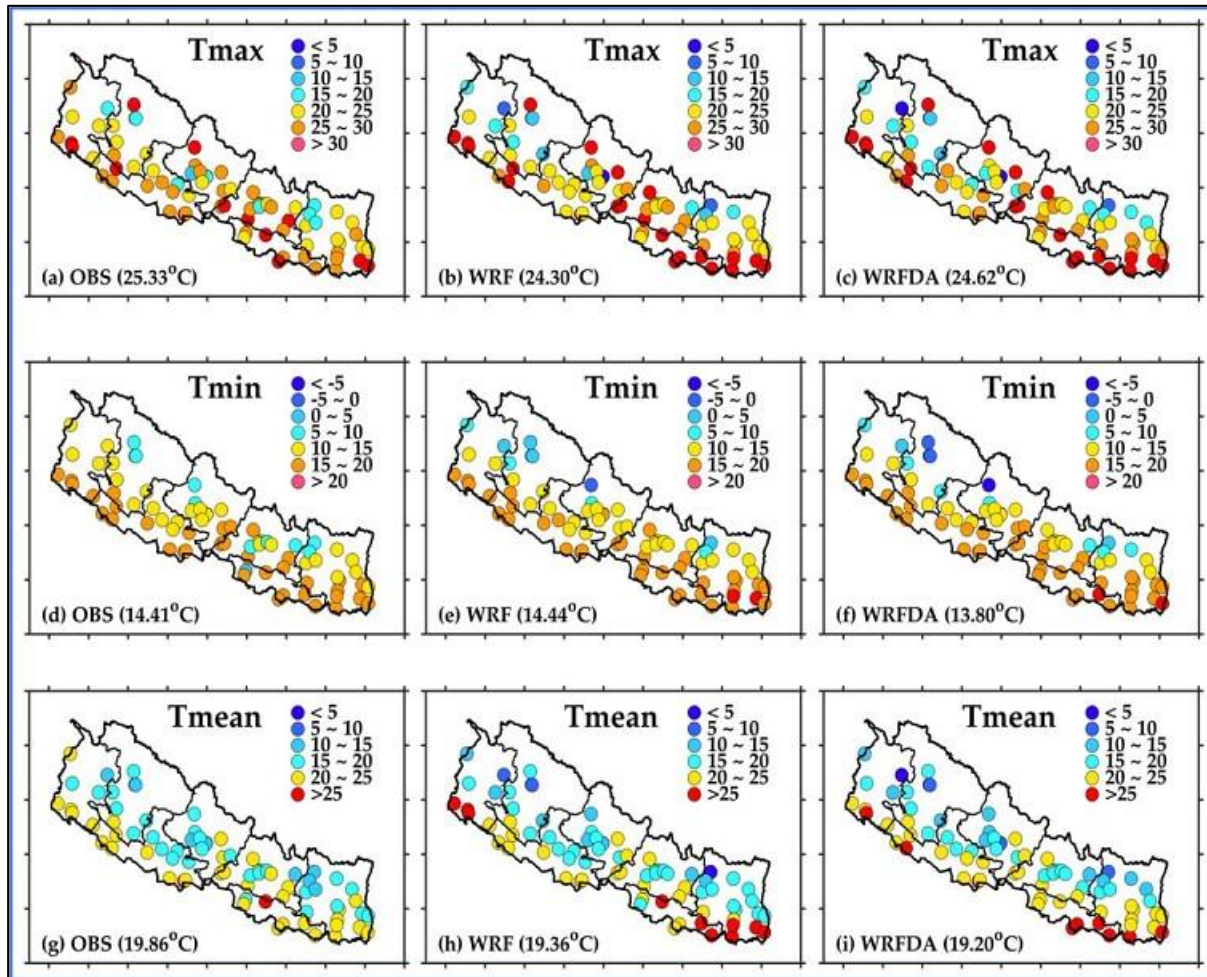 Tmax
< 5
5 ~ 10
10 ~ 15
15 ~ 20
20 ~ 25
25 ~ 30
> 30
(a) OBS (25.33°C)
Tmax
< 5
5 ~ 10
10 ~ 15
15 ~ 20
20 ~ 25
25 ~ 30
> 30
(b) WRF (24.30°C)
Tmax
< 5
5 ~ 10
10 ~ 15
15 ~ 20
20 ~ 25
25 ~ 30
> 30
(c) WRFDA (24.62°C)
Tmin
< -5
-5 ~ 0
0 ~ 5
5 ~ 10
10 ~ 15
15 ~ 20
> 20
(d) OBS (14.41°C)
Tmin
< -5
-5 ~ 0
0 ~ 5
5 ~ 10
10 ~ 15
15 ~ 20
> 20
(e) WRF (14.44°C)
Tmin
< -5
-5 ~ 0
0 ~ 5
5 ~ 10
10 ~ 15
15 ~ 20
> 20
(f) WRFDA (13.80°C)
Tmean
< 5
5 ~ 10
10 ~ 15
15 ~ 20
20 ~ 25
>25
(g) OBS (19.86°C)
Tmean
< 5
5 ~ 10
10 ~ 15
15 ~ 20
20 ~ 25
>25
(h) WRF (19.36°C)
Tmean
< 5
5 ~ 10
10 ~ 15
15 ~ 20
20 ~ 25
>25
(i) WRFDA (19.20°C)